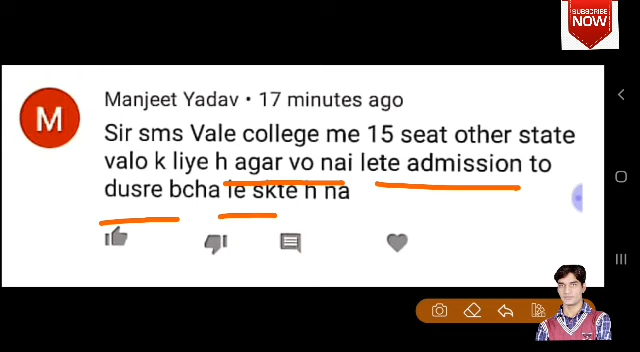 SUBSCRIBE
NOW
M
Manjeet Yadav • 17 minutes ago
Sir sms Vale college me 15 seat other state
valo k liye h agar vo nai lete admission to
dusre bcha le skte h na